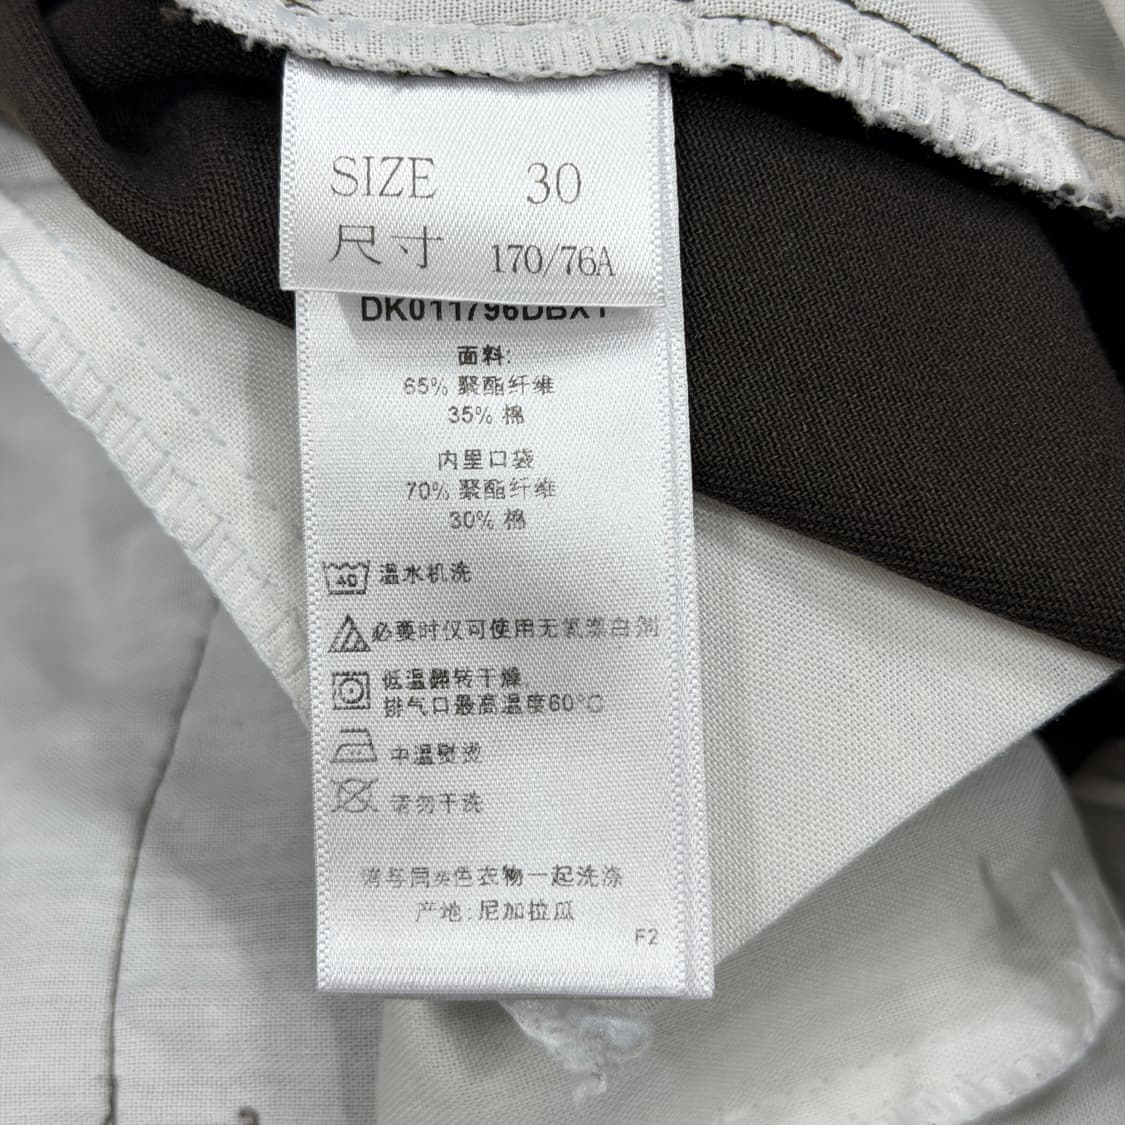 SIZE 30
尺寸 170/76A
DK011796DBX1
面料:
65% 聚酯纤维
35% 棉
内里口袋
70% 聚酯纤维
30% 棉
40 温水机洗
必要时仅可使用无氯漂白剂
低温翻转干燥
排气口最高温度60°C
中温熨烫
请勿干洗
请与同类色衣物一起洗涤
产地:尼加拉瓜
F2